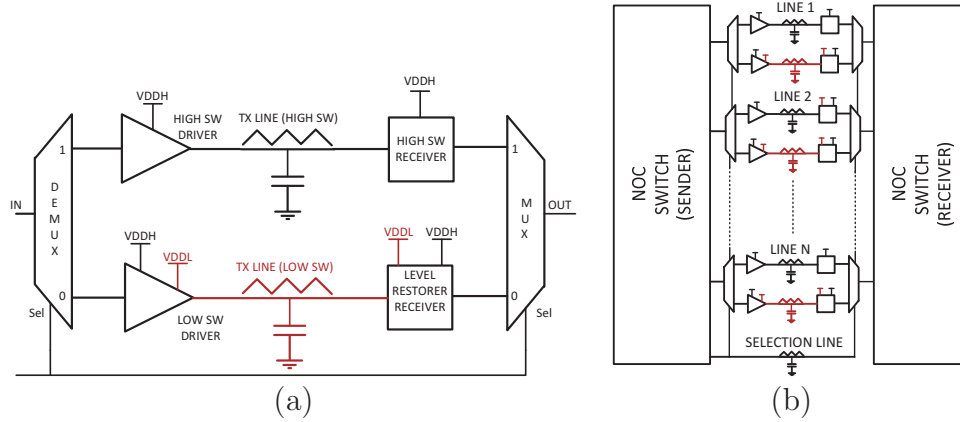 VDDH
HIGH SW
DRIVER
TX LINE (HIGH SW)
VDDH
HIGH SW
RECEIVER
1
1
DEMUX
MUX
IN
OUT
VDDH
VDDL
TX LINE (LOW SW)
VDDL
VDDH
LEVEL
RESTORER
RECEIVER
0
0
Sel
Sel
LOW SW
DRIVER
(a)
NOC
SWITCH
(SENDER)
LINE 1
LINE 2
LINE N
SELECTION LINE
NOC
SWITCH
(RECEIVER)
(b)